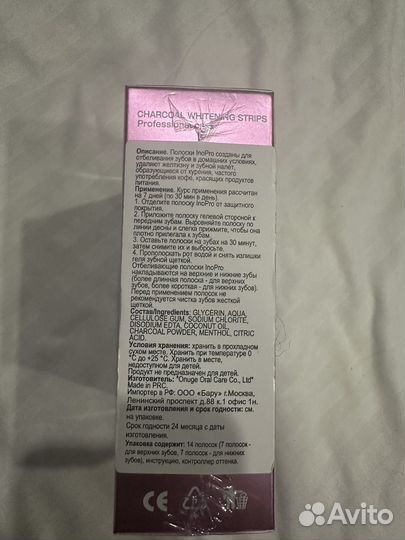 CHARCOAL WHITENING STRIPS
Professional
Описание. Полоски InoPro созданы для
отбеливания зубов в домашних условиях,
удаляют желтизну и зубной налет,
образующиеся от курения, частого
употребления кофе, красящих продуктов
питания.
Применение. Курс применения рассчитан
на 7 дней (по 30 мин в день).
1. Отделите полоску InoPro от защитного
покрытия.
2. Приложите полоску гелевой стороной к
передним зубам. Выровняйте полоску по
линии десны и слегка прижмите, чтобы она
плотно прилегала к зубам.
3. Оставьте полоски на зубах на 30 минут,
затем снимите их и выбросьте.
4. Прополоскать рот водой и снять излишки
геля зубной щеткой.
Отбеливающие полоски InoPro
накладываются на верхние и нижние зубы
(более длинная полоска - для верхних
зубов, более короткая - для нижних зубов).
Перед применением полосок не
рекомендуется чистка зубов жесткой
щеткой.
Состав/Ingredients: GLYCERIN, AQUA,
CELLULOSE GUM, SODIUM CHLORITE,
DISODIUM EDTA, COCONUT OIL,
CHARCOAL POWDER, MENTHOL, CITRIC
ACID.
Условия хранения: хранить в прохладном
сухом месте. Хранить при температуре 0
°C до +25 °C. Хранить в местах,
недоступных для детей.
Продукт не предназначен для детей.
Изготовитель: "Onuge Oral Care Co., Ltd"
Made in PRC.
Импортер в РФ: ООО «Бару» г.Москва,
Ленинский проспект д.88 к.1 офис 1н.
Дата изготовления и срок годности: см.
на упаковке.
Срок годности 24 месяца с даты
изготовления.
Упаковка содержит: 14 полосок (7 полосок -
для верхних зубов, 7 полосок - для нижних
зубов), инструкцию, контроллер оттенка.
CE
Avito